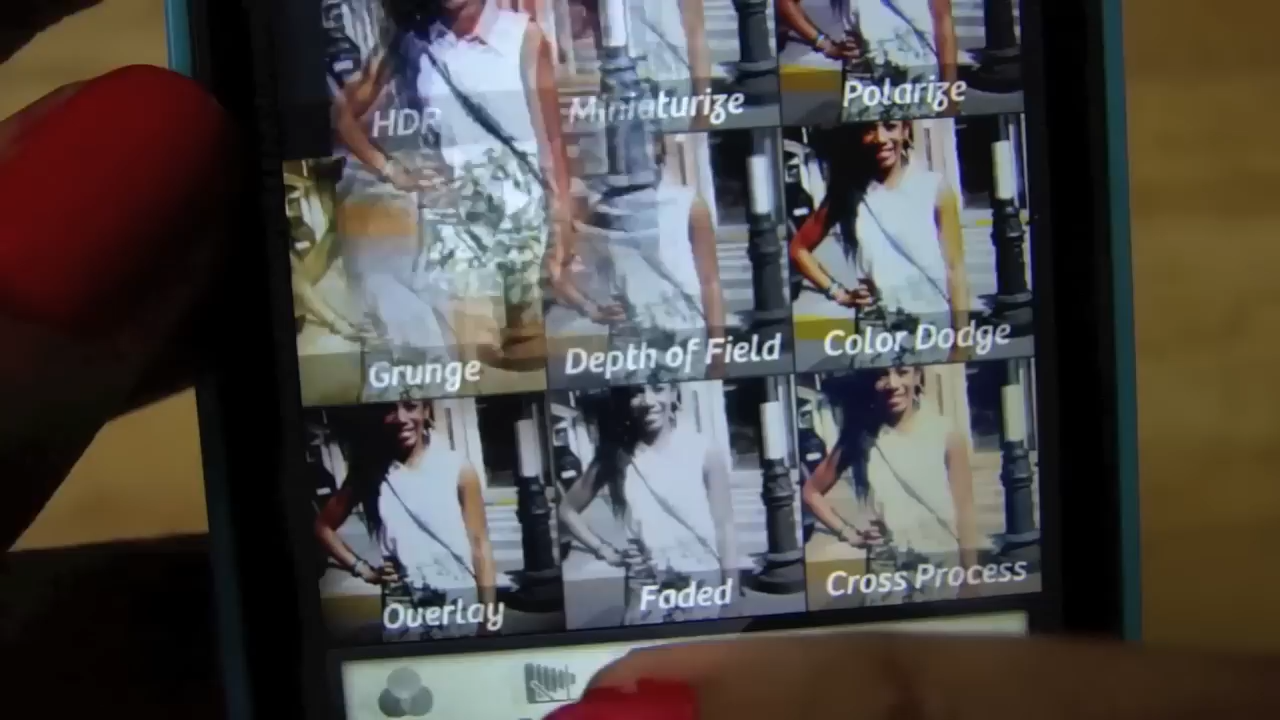 HDR
Miniaturize
Polarize
Grunge
Depth of Field
Color Dodge
Overlay
Faded
Cross Process